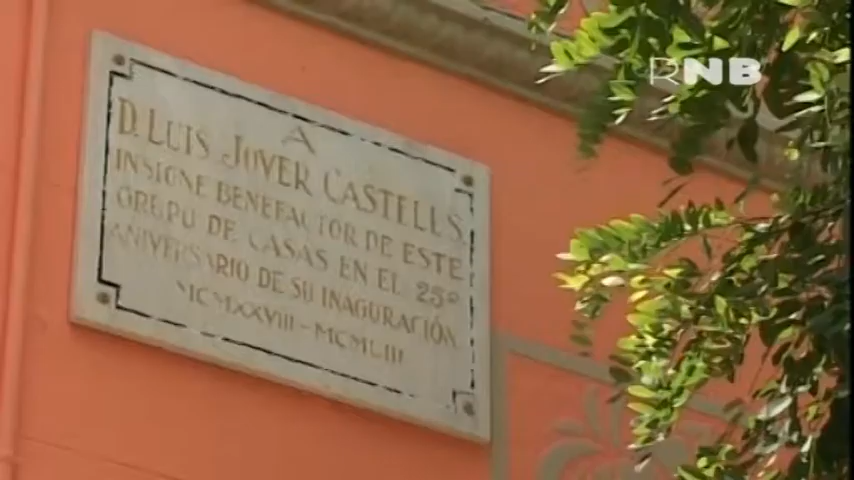 RNB
A
D. LUIS JOVER CASTELLS
INSIGNE BENEFACTOR DE ESTE
GRUPO DE CASAS EN EL 25º
ANIVERSARIO DE SU INAGURACIÓN
MCMXXVIII - MCMLIII